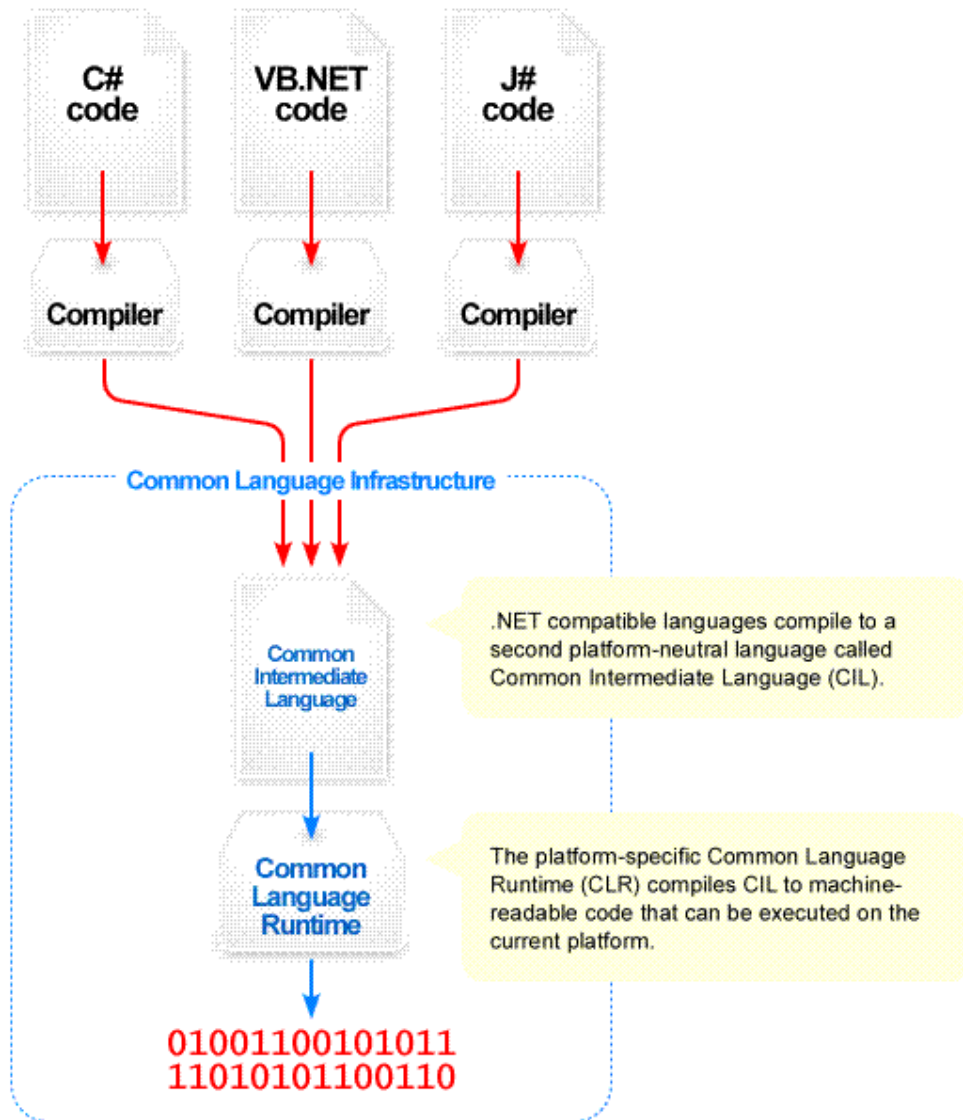 C#
code
VB.NET
code
J#
code
Compiler
Compiler
Compiler
Common Language Infrastructure
Common
Intermediate
Language
.NET compatible languages compile to a
second platform-neutral language called
Common Intermediate Language (CIL).
Common
Language
Runtime
The platform-specific Common Language
Runtime (CLR) compiles CIL to machine-
readable code that can be executed on the
current platform.
01001100101011
11010101100110